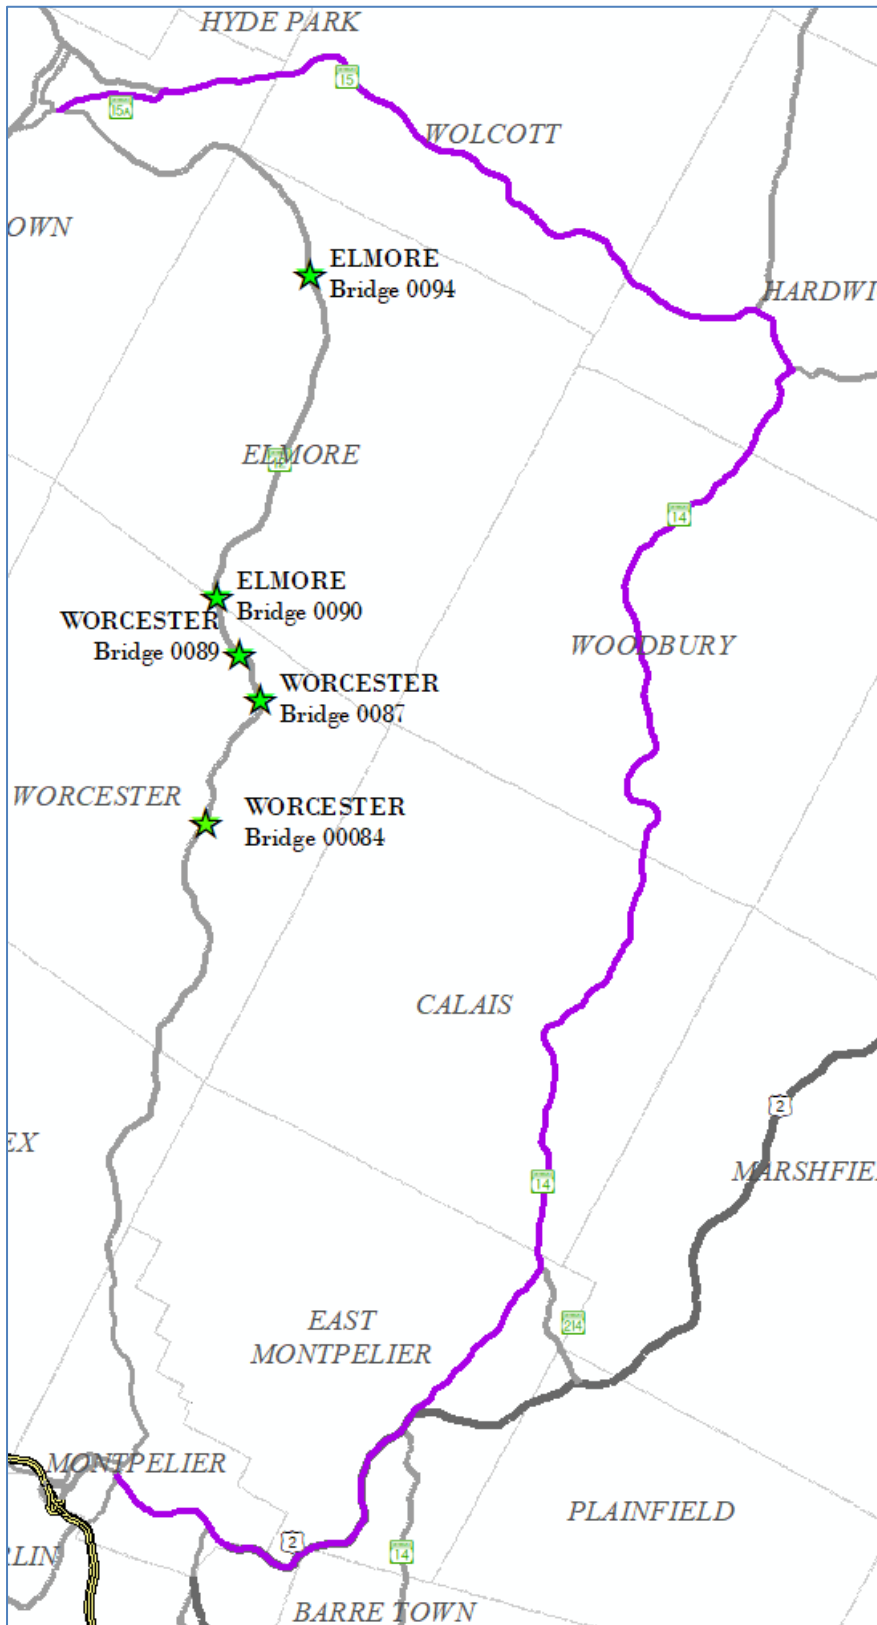 HYDE PARK
15
15A
WOLCOTT
OWN
ELMORE
Bridge 0094
HARDWI
ELMORE
14
ELMORE
Bridge 0090
WORCESTER
Bridge 0089
WOODBURY
WORCESTER
Bridge 0087
WORCESTER
WORCESTER
Bridge 00084
CALAIS
2
EX
MARSHFIE
14
214
EAST
MONTPELIER
MONTPELIER
PLAINFIELD
2
14
RLIN
BARRE TOWN